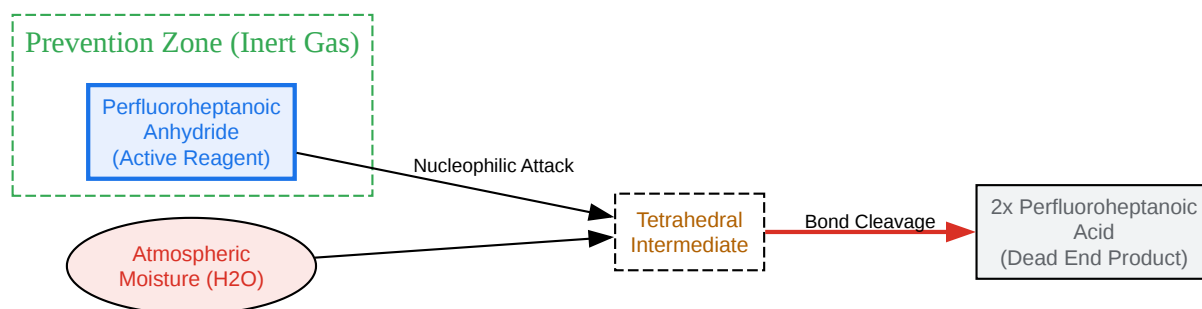 Prevention Zone (Inert Gas)
Perfluoroheptanoic
Anhydride
(Active Reagent)
Nucleophilic Attack
Atmospheric
Moisture (H2O)
Tetrahedral
Intermediate
Bond Cleavage
2x Perfluoroheptanoic
Acid
(Dead End Product)